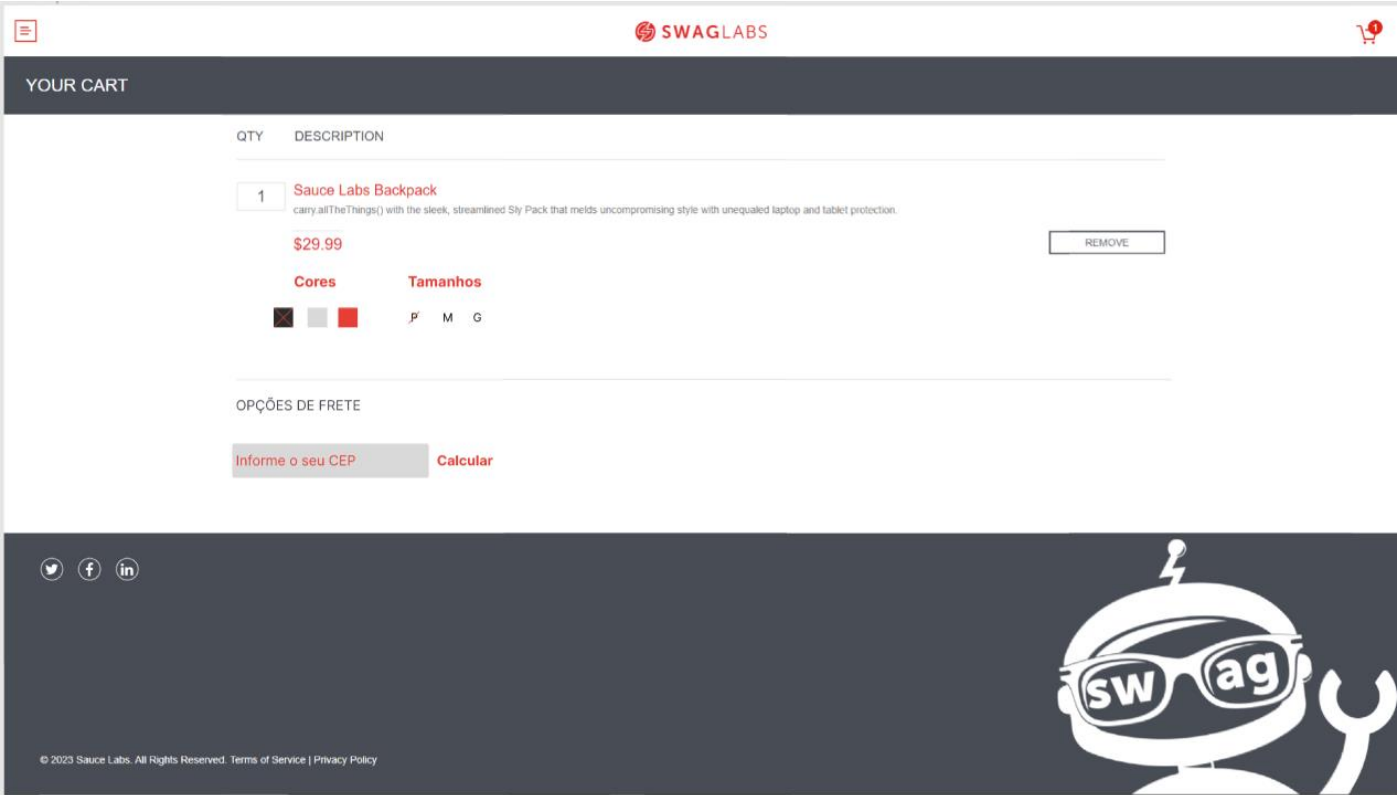 SWAGLABS
1
YOUR CART
QTY DESCRIPTION
1 Sauce Labs Backpack
carry.allTheThings() with the sleek, streamlined Sly Pack that melds uncompromising style with unequaled laptop and tablet protection.
$29.99 REMOVE
Cores Tamanhos
P M G
OPÇÕES DE FRETE
Informe o seu CEP Calcular
f in
sw ag
© 2023 Sauce Labs. All Rights Reserved. Terms of Service | Privacy Policy